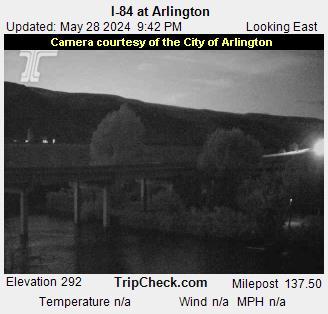 I-84 at Arlington
Updated: May 28 2024 9:42 PM Looking East
Camera courtesy of the City of Arlington
Elevation 292 TripCheck.com Milepost 137.50
Temperature n/a Wind n/a MPH n/a